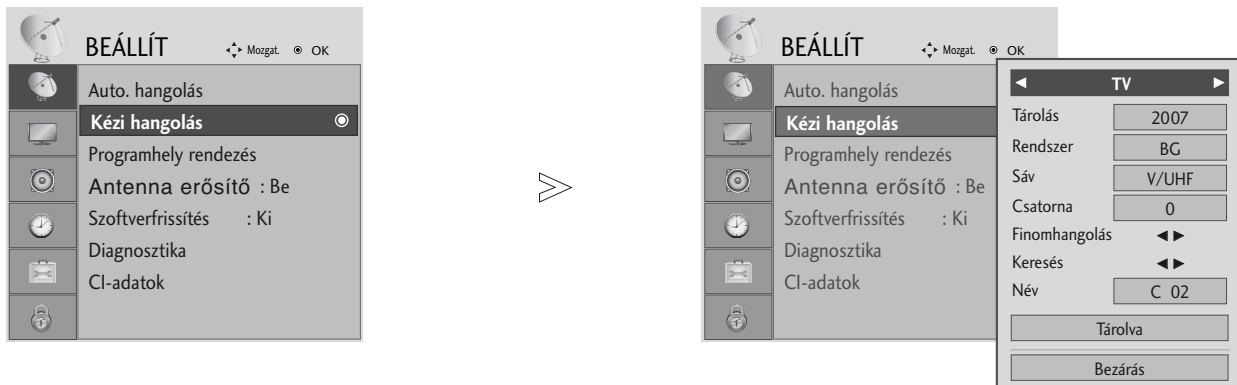 BEÁLLÍT Mozgat. OK
Auto. hangolás
Kézi hangolás
Programhely rendezés
Antenna erősítő : Be
Szoftverfrissítés : Ki
Diagnosztika
CI-adatok
BEÁLLÍT Mozgat. OK
Auto. hangolás
Kézi hangolás
Programhely rendezés
Antenna erősítő : Be
Szoftverfrissítés : Ki
Diagnosztika
CI-adatok
TV
Tárolás 2007
Rendszer BG
Sáv V/UHF
Csatorna 0
Finomhangolás
Keresés
Név C 02
Tárolva
Bezárás